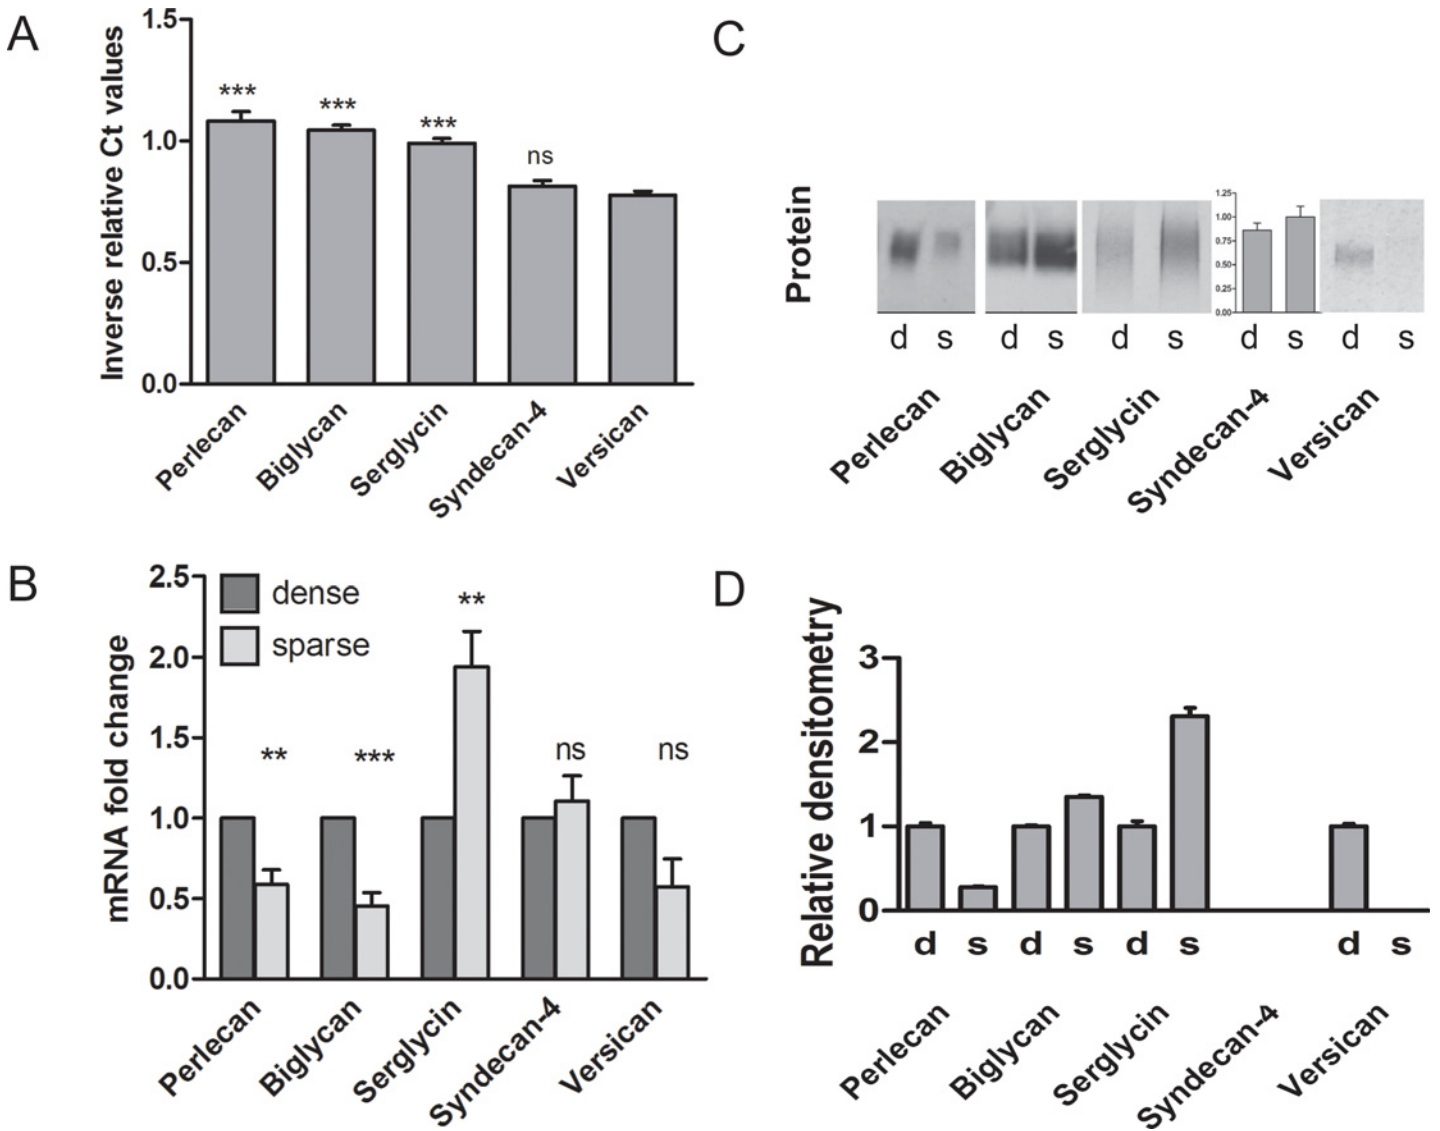 A
Inverse relative Ct values
1.5
1.0
0.5
0.0
***
***
***
ns
Perlecan
Biglycan
Serglycin
Syndecan-4
Versican
C
Protein
1.25
1.00
0.75
0.50
0.25
0.00
d s d s d s d s d s
Perlecan
Biglycan
Serglycin
Syndecan-4
Versican
B
mRNA fold change
2.5
2.0
1.5
1.0
0.5
0.0
dense
sparse
**
***
**
ns
ns
Perlecan
Biglycan
Serglycin
Syndecan-4
Versican
D
Relative densitometry
3
2
1
0
d s d s d s d s
Perlecan
Biglycan
Serglycin
Syndecan-4
Versican